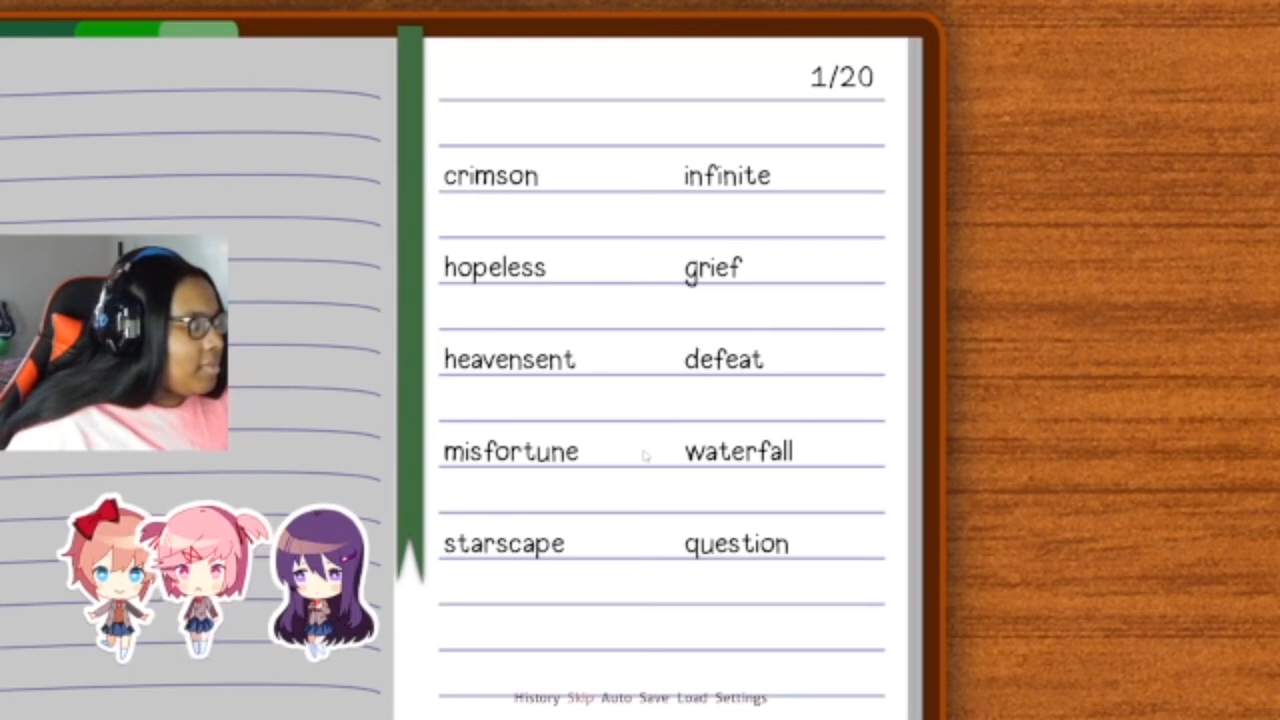 1/20
crimson infinite
hopeless grief
heavensent defeat
misfortune waterfall
starscape question
History Skip Auto Save Load Settings